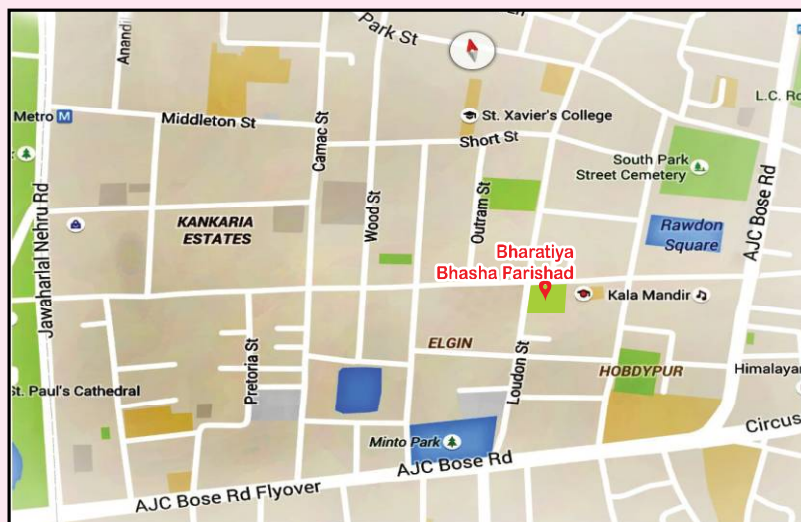 Park St
Anandi
Metro M
Middleton St
Camac St
St. Xavier's College
Short St
L.C. Ro
South Park
Street Cemetery
Jawaharlal Nehru Rd
KANKARIA
ESTATES
Wood St
Outram St
Rawdon
Square
AJC Bose Rd
Bharatiya
Bhasha Parishad
Kala Mandir
Pretoria St
ELGIN
Loudon St
HOBDYPUR
Himalayan
St. Paul's Cathedral
Minto Park
AJC Bose Rd
Circus
AJC Bose Rd Flyover